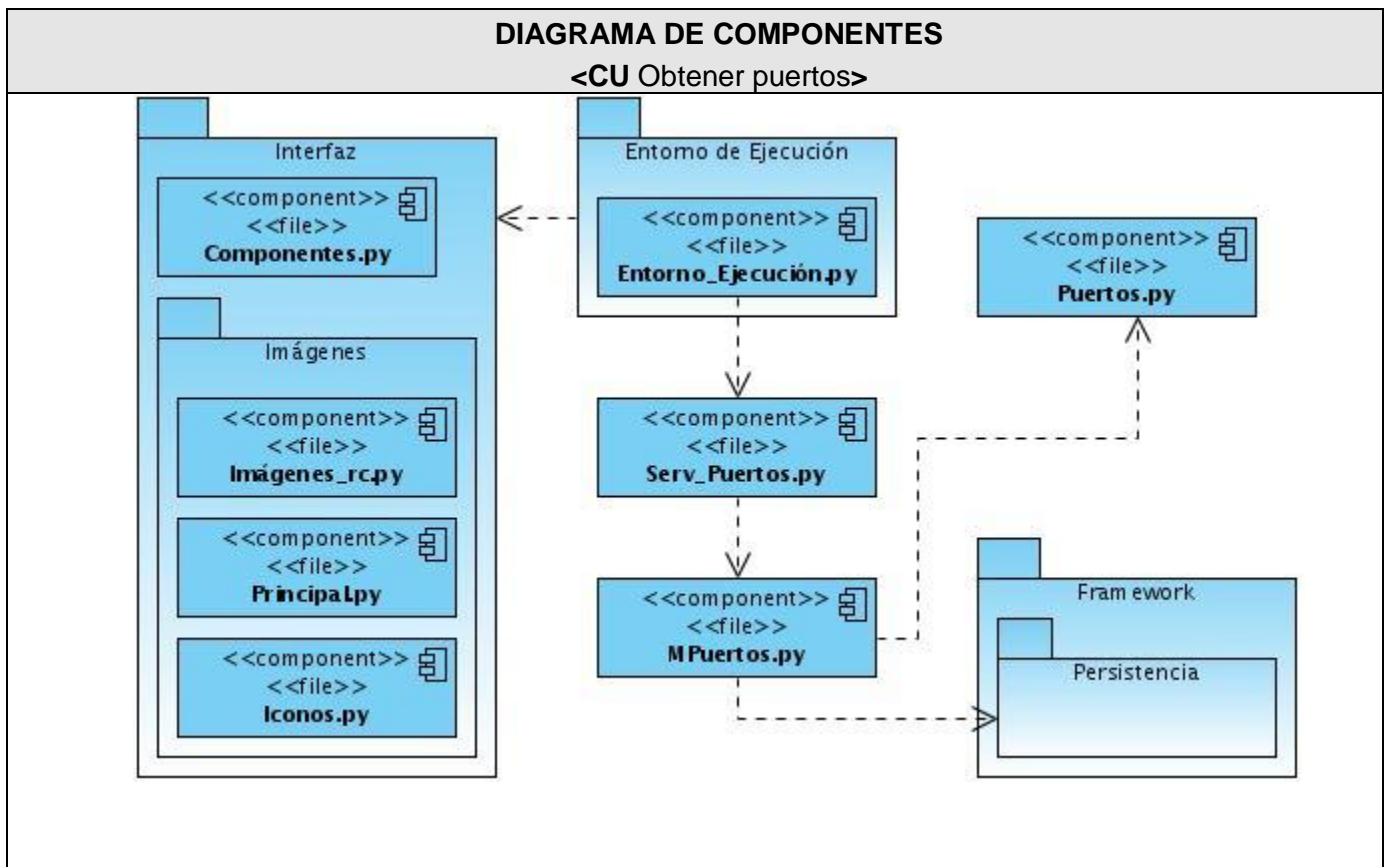 DIAGRAMA DE COMPONENTES
<CU Obtener puertos>
Interfaz
<<component>>
<<file>>
Componentes.py
Imágenes
<<component>>
<<file>>
Imágenes_rc.py
<<component>>
<<file>>
Principal.py
<<component>>
<<file>>
Iconos.py
Entorno de Ejecución
<<component>>
<<file>>
Entorno_Ejecución.py
<<component>>
<<file>>
Serv_Puertos.py
<<component>>
<<file>>
MPuertos.py
<<component>>
<<file>>
Puertos.py
Framework
Persistencia